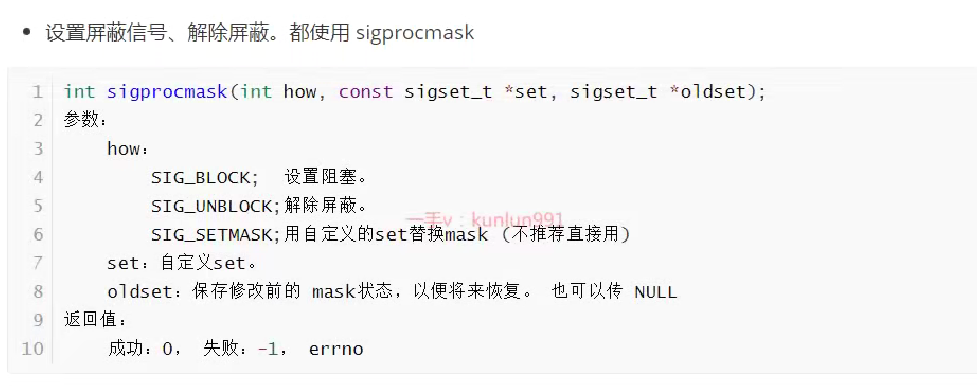 设置屏蔽信号、解除屏蔽。都使用 sigprocmask
1 int sigprocmask(int how, const sigset_t *set, sigset_t *oldset);
2 参数：
3 how：
4 SIG_BLOCK; 设置阻塞。
5 SIG_UNBLOCK;解除屏蔽。
一手v：kunlun991
6 SIG_SETMASK;用自定义的set替换mask（不推荐直接用）
7 set：自定义set。
8 oldset：保存修改前的 mask状态，以便将来恢复。 也可以传 NULL
9 返回值：
10 成功：0， 失败：-1， errno